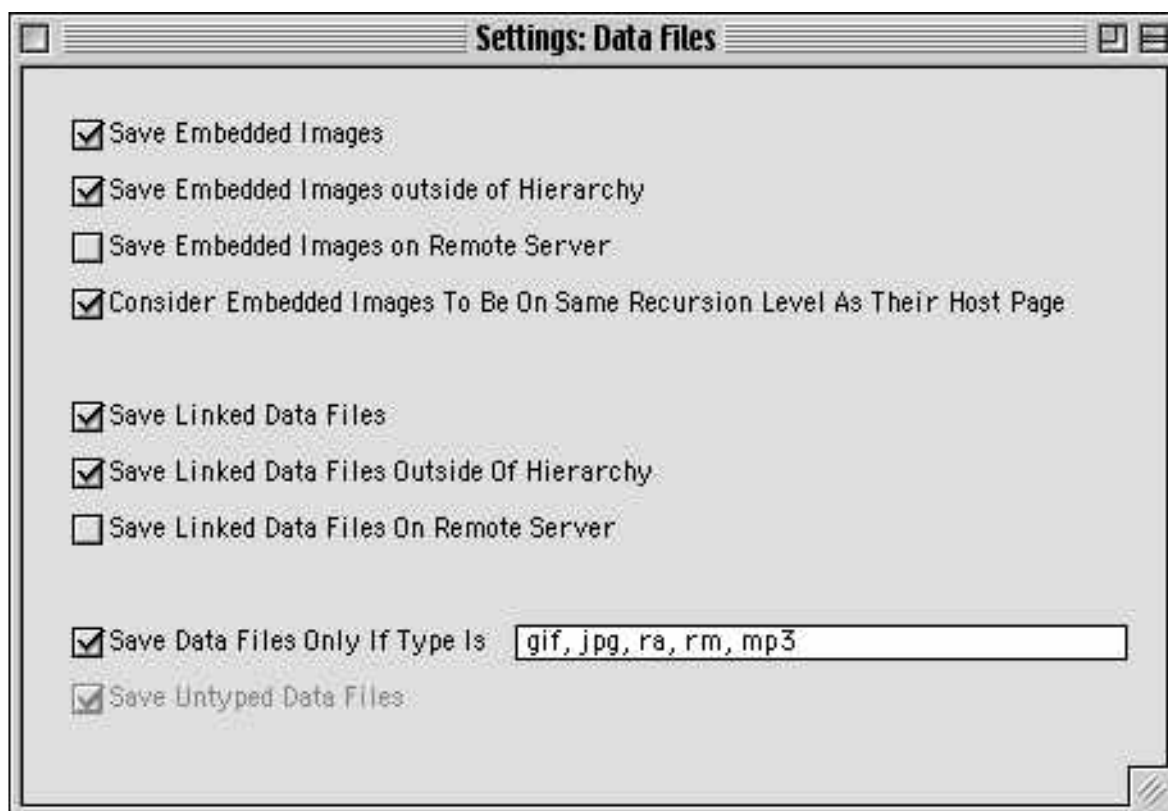 Settings: Data Files
Save Embedded Images
Save Embedded Images outside of Hierarchy
Save Embedded Images on Remote Server
Consider Embedded Images To Be On Same Recursion Level As Their Host Page
Save Linked Data Files
Save Linked Data Files Outside Of Hierarchy
Save Linked Data Files On Remote Server
Save Data Files Only If Type Is gif, jpg, ra, rm, mp3
Save Untyped Data Files